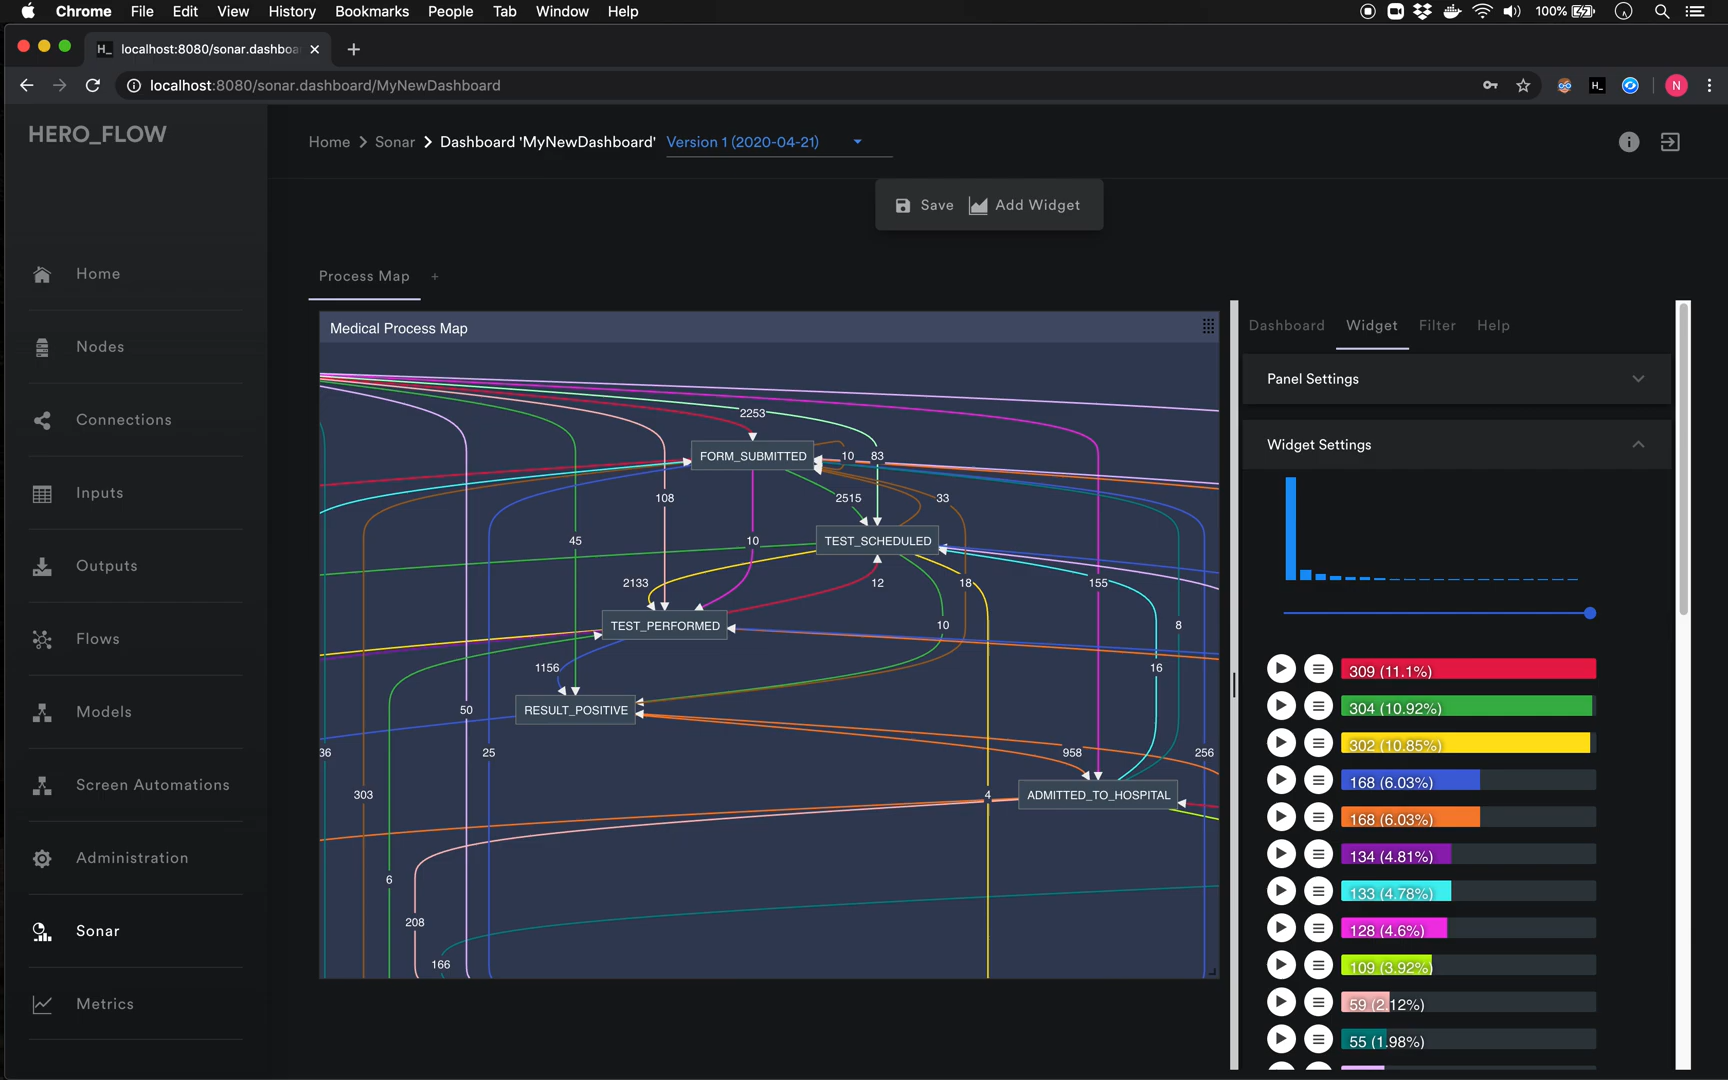 Chrome File Edit View History Bookmarks People Tab Window Help 100%
H_ localhost:8080/sonar.dashboa
localhost:8080/sonar.dashboard/MyNewDashboard H_ N
HERO_FLOW
Home
Nodes
Connections
Inputs
Outputs
Flows
Models
Screen Automations
Administration
Sonar
Metrics
Home > Sonar > Dashboard 'MyNewDashboard' Version 1 (2020-04-21)
Save Add Widget
Process Map +
Medical Process Map
2253
FORM_SUBMITTED
10
83
108
2515
33
45
10
TEST_SCHEDULED
2133
12
18
155
TEST_PERFORMED
10
8
1156
16
50
RESULT_POSITIVE
36
25
958
256
303
4
ADMITTED_TO_HOSPITAL
6
208
166
Dashboard Widget Filter Help
Panel Settings
Widget Settings
309 (11.1%)
304 (10.92%)
302 (10.85%)
168 (6.03%)
168 (6.03%)
134 (4.81%)
133 (4.78%)
128 (4.6%)
109 (3.92%)
59 (2.12%)
55 (1.98%)